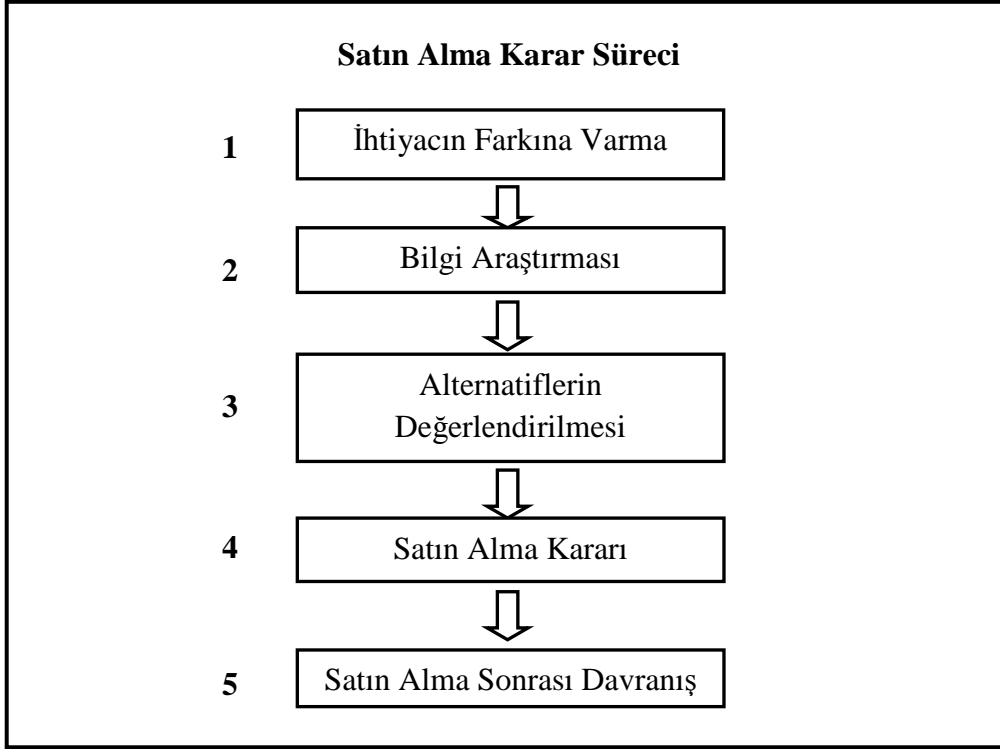 Satın Alma Karar Süreci
1 İhtiyacın Farkına Varma
2 Bilgi Araştırması
3 Alternatiflerin
Değerlendirilmesi
4 Satın Alma Kararı
5 Satın Alma Sonrası Davranış